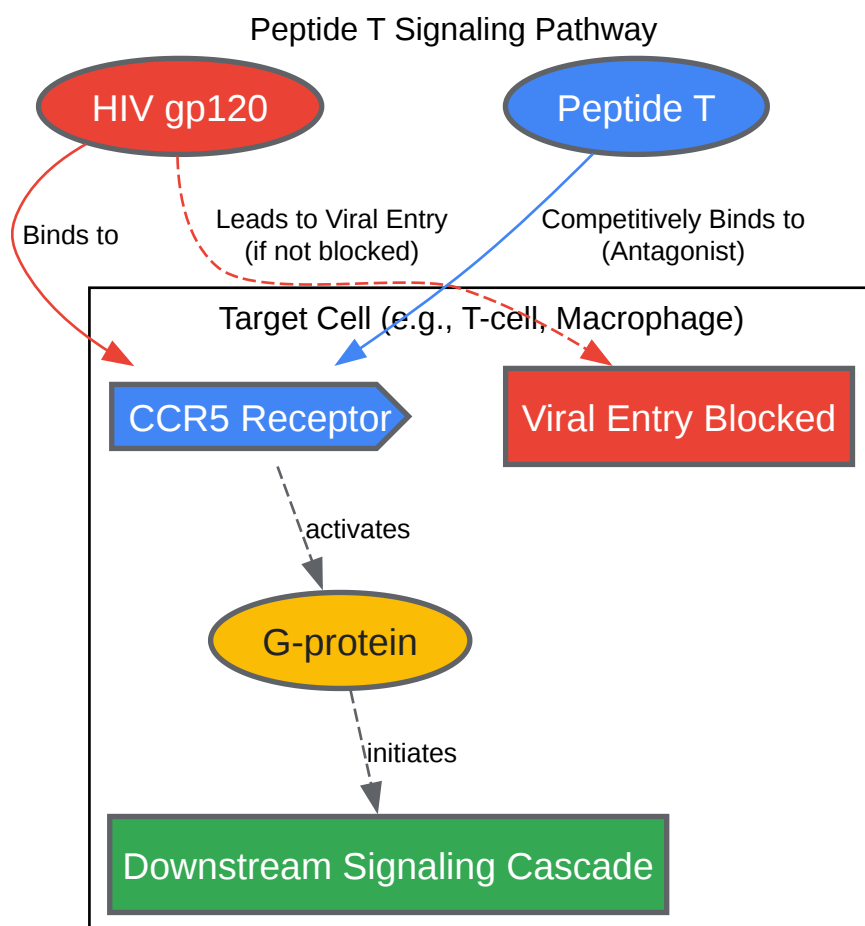 Peptide T Signaling Pathway
HIV gp120
Peptide T
Binds to
Leads to Viral Entry
(if not blocked)
Competitively Binds to
(Antagonist)
Target Cell (e.g., T-cell, Macrophage)
CCR5 Receptor
Viral Entry Blocked
activates
G-protein
initiates
Downstream Signaling Cascade